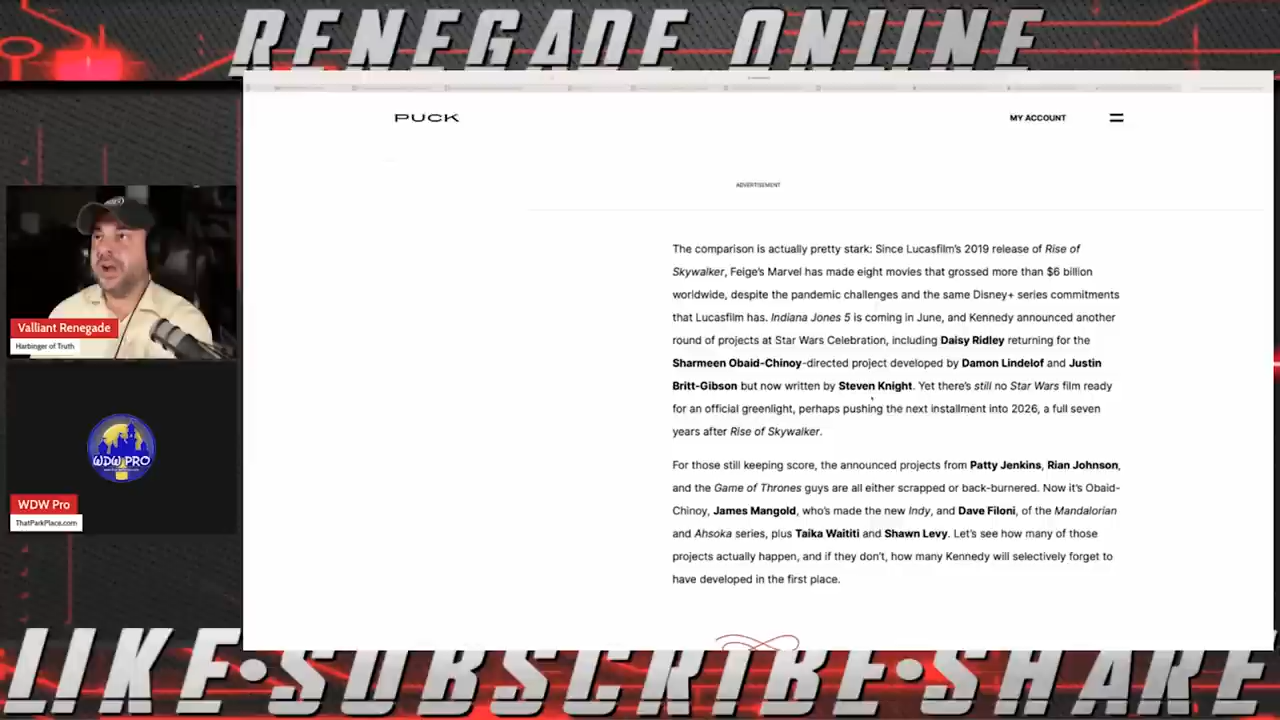 RENEGADE ONLINE
PUCK
MY ACCOUNT
ADVERTISEMENT
The comparison is actually pretty stark: Since Lucasfilm's 2019 release of Rise of
Skywalker, Feige's Marvel has made eight movies that grossed more than $6 billion
worldwide, despite the pandemic challenges and the same Disney+ series commitments
that Lucasfilm has. Indiana Jones 5 is coming in June, and Kennedy announced another
round of projects at Star Wars Celebration, including Daisy Ridley returning for the
Sharmeen Obaid-Chinoy-directed project developed by Damon Lindelof and Justin
Britt-Gibson but now written by Steven Knight. Yet there's still no Star Wars film ready
for an official greenlight, perhaps pushing the next installment into 2026, a full seven
years after Rise of Skywalker.
For those still keeping score, the announced projects from Patty Jenkins, Rian Johnson,
and the Game of Thrones guys are all either scrapped or back-burnered. Now it's Obaid-
Chinoy, James Mangold, who's made the new Indy, and Dave Filoni, of the Mandalorian
and Ahsoka series, plus Taika Waititi and Shawn Levy. Let's see how many of those
projects actually happen, and if they don't, how many Kennedy will selectively forget to
have developed in the first place.
Valliant Renegade
Harbinger of Truth
WDW PRO
WDW Pro
ThatParkPlace.com
LIKE•SUBSCRIBE•SHARE